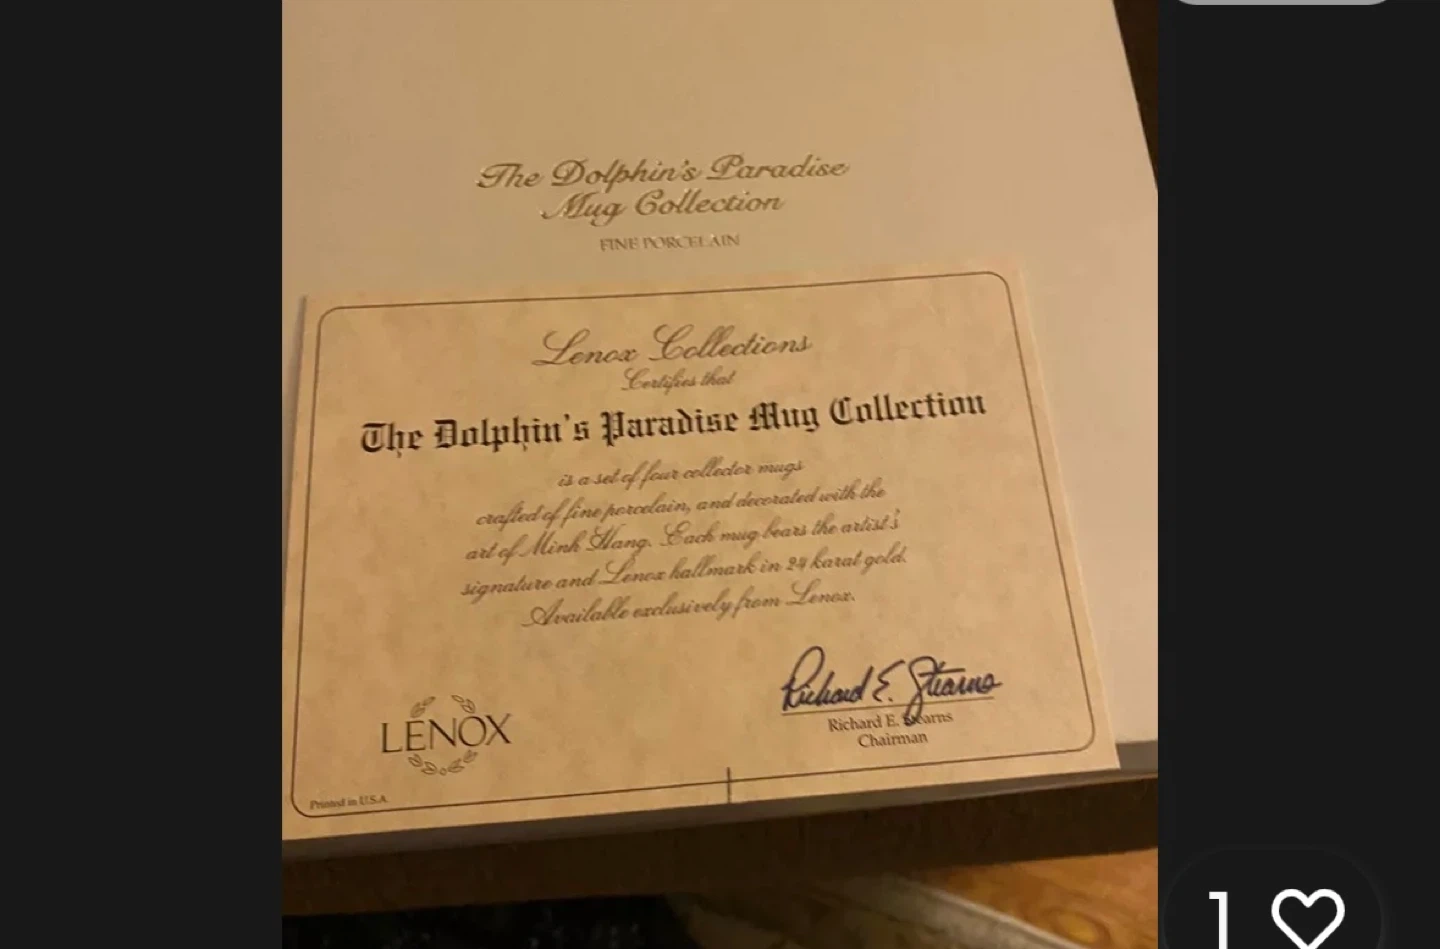 The Dolphin's Paradise
Mug Collection
FINE PORCELAIN
Lenox Collections
Certifies that
The Dolphin's Paradise Mug Collection
is a set of four collector mugs
crafted of fine porcelain, and decorated with the
art of Minh Hang. Each mug bears the artist's
signature and Lenox hallmark in 24 karat gold.
Available exclusively from Lenox.
Richard E. Stearns
Richard E. Stearns
Chairman
LENOX
Printed in U.S.A.
1